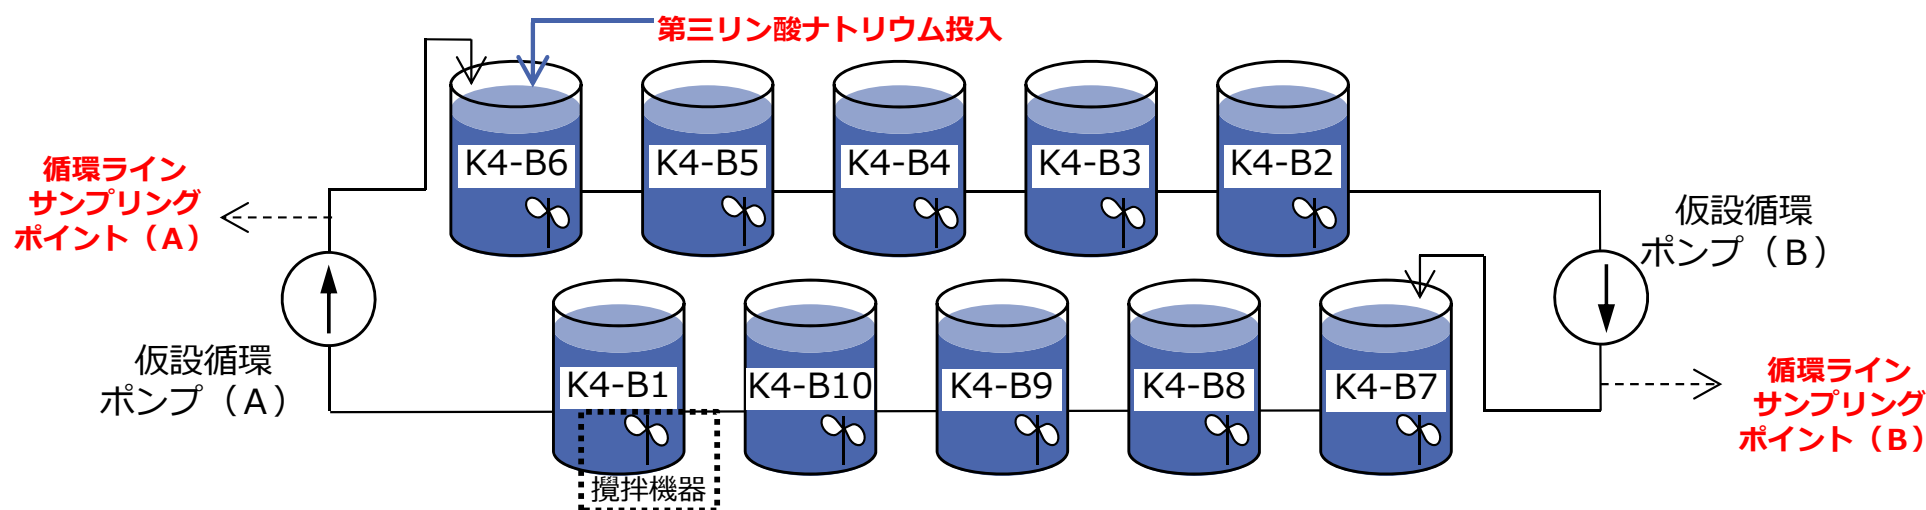 第三リン酸ナトリウム投入
K4-B6
K4-B5
K4-B4
K4-B3
K4-B2
循環ライン
サンプリング
ポイント（A）
仮設循環
ポンプ（B）
仮設循環
ポンプ（A）
K4-B1
K4-B10
K4-B9
K4-B8
K4-B7
循環ライン
サンプリング
ポイント（B）
攪拌機器